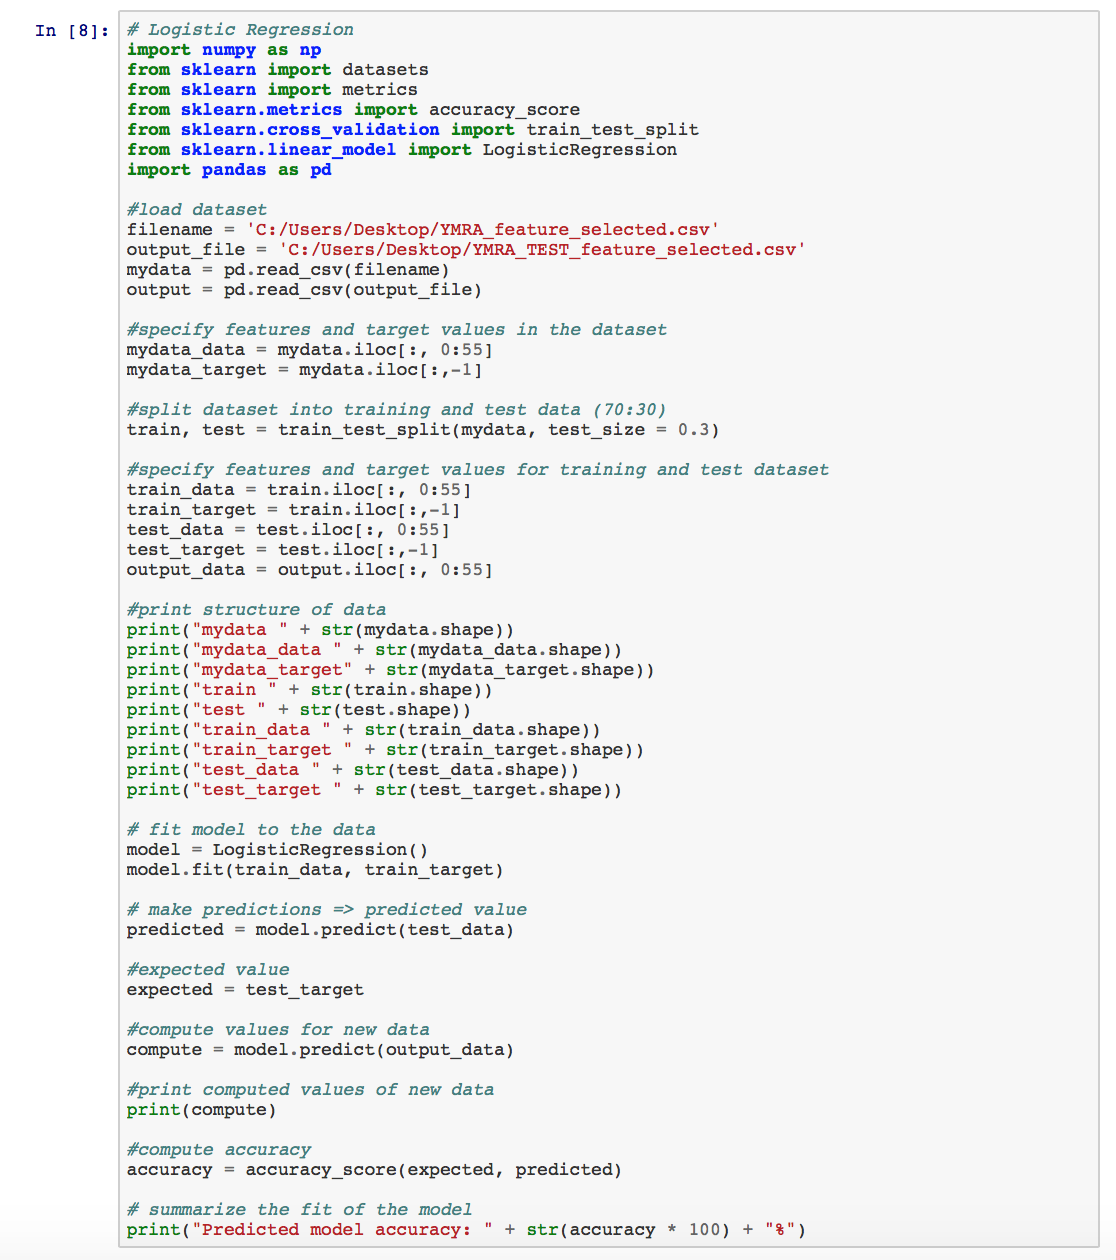 In [8]: # Logistic Regression
import numpy as np
from sklearn import datasets
from sklearn import metrics
from sklearn.metrics import accuracy_score
from sklearn.cross_validation import train_test_split
from sklearn.linear_model import LogisticRegression
import pandas as pd
#load dataset
filename = 'C:/Users/Desktop/YMRA_feature_selected.csv'
output_file = 'C:/Users/Desktop/YMRA_TEST_feature_selected.csv'
mydata = pd.read_csv(filename)
output = pd.read_csv(output_file)
#specify features and target values in the dataset
mydata_data = mydata.iloc[:, 0:55]
mydata_target = mydata.iloc[:,-1]
#split dataset into training and test data (70:30)
train, test = train_test_split(mydata, test_size = 0.3)
#specify features and target values for training and test dataset
train_data = train.iloc[:, 0:55]
train_target = train.iloc[:,-1]
test_data = test.iloc[:, 0:55]
test_target = test.iloc[:,-1]
output_data = output.iloc[:, 0:55]
#print structure of data
print("mydata " + str(mydata.shape))
print("mydata_data " + str(mydata_data.shape))
print("mydata_target" + str(mydata_target.shape))
print("train " + str(train.shape))
print("test " + str(test.shape))
print("train_data " + str(train_data.shape))
print("train_target " + str(train_target.shape))
print("test_data " + str(test_data.shape))
print("test_target " + str(test_target.shape))
# fit model to the data
model = LogisticRegression()
model.fit(train_data, train_target)
# make predictions => predicted value
predicted = model.predict(test_data)
#expected value
expected = test_target
#compute values for new data
compute = model.predict(output_data)
#print computed values of new data
print(compute)
#compute accuracy
accuracy = accuracy_score(expected, predicted)
# summarize the fit of the model
print("Predicted model accuracy: " + str(accuracy * 100) + "%")